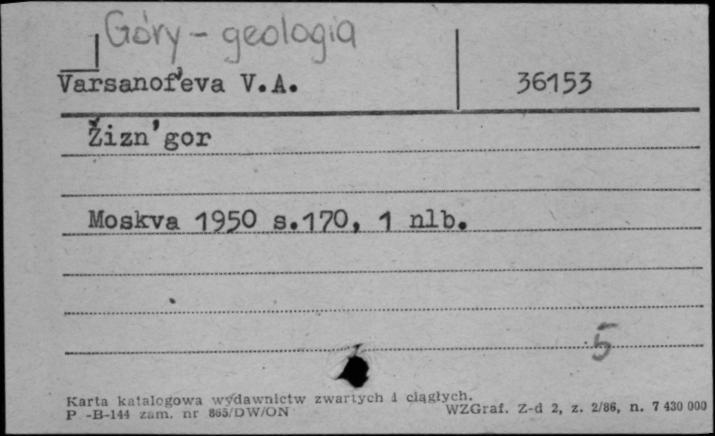 Góry - geologia
Varsanof'eva V.A. 36153
Žizn' gor
Moskva 1950 s.170, 1 nlb.
5
Karta katalogowa wydawnictw zwartych i ciągłych.
P -B-144 zam. nr 865/DW/ON WZGraf. Z-d 2, z. 2/86, n. 7 430 000